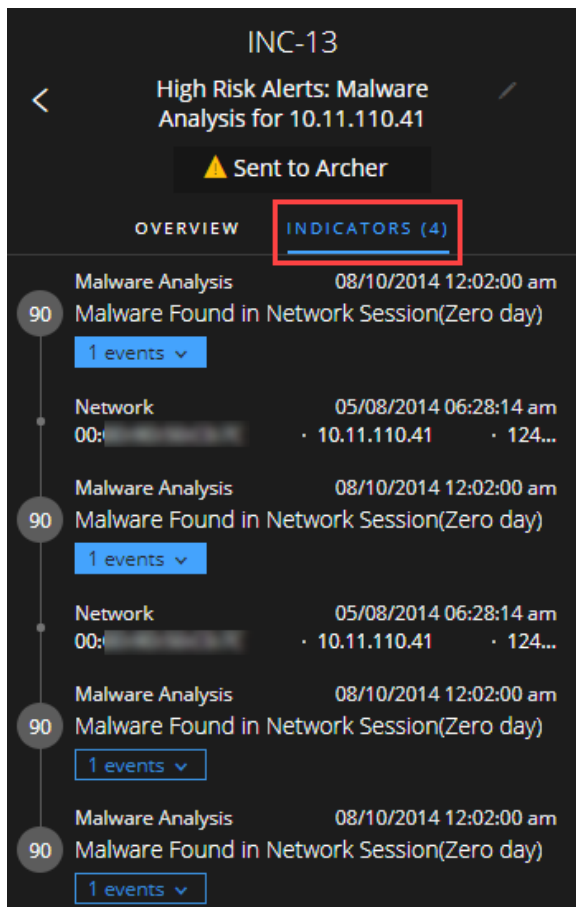 INC-13
High Risk Alerts: Malware
Analysis for 10.11.110.41
Sent to Archer
OVERVIEW INDICATORS (4)
Malware Analysis 08/10/2014 12:02:00 am
90 Malware Found in Network Session(Zero day)
1 events
Network 05/08/2014 06:28:14 am
00: · 10.11.110.41 · 124...
Malware Analysis 08/10/2014 12:02:00 am
90 Malware Found in Network Session(Zero day)
1 events
Network 05/08/2014 06:28:14 am
00: · 10.11.110.41 · 124...
Malware Analysis 08/10/2014 12:02:00 am
90 Malware Found in Network Session(Zero day)
1 events
Malware Analysis 08/10/2014 12:02:00 am
90 Malware Found in Network Session(Zero day)
1 events